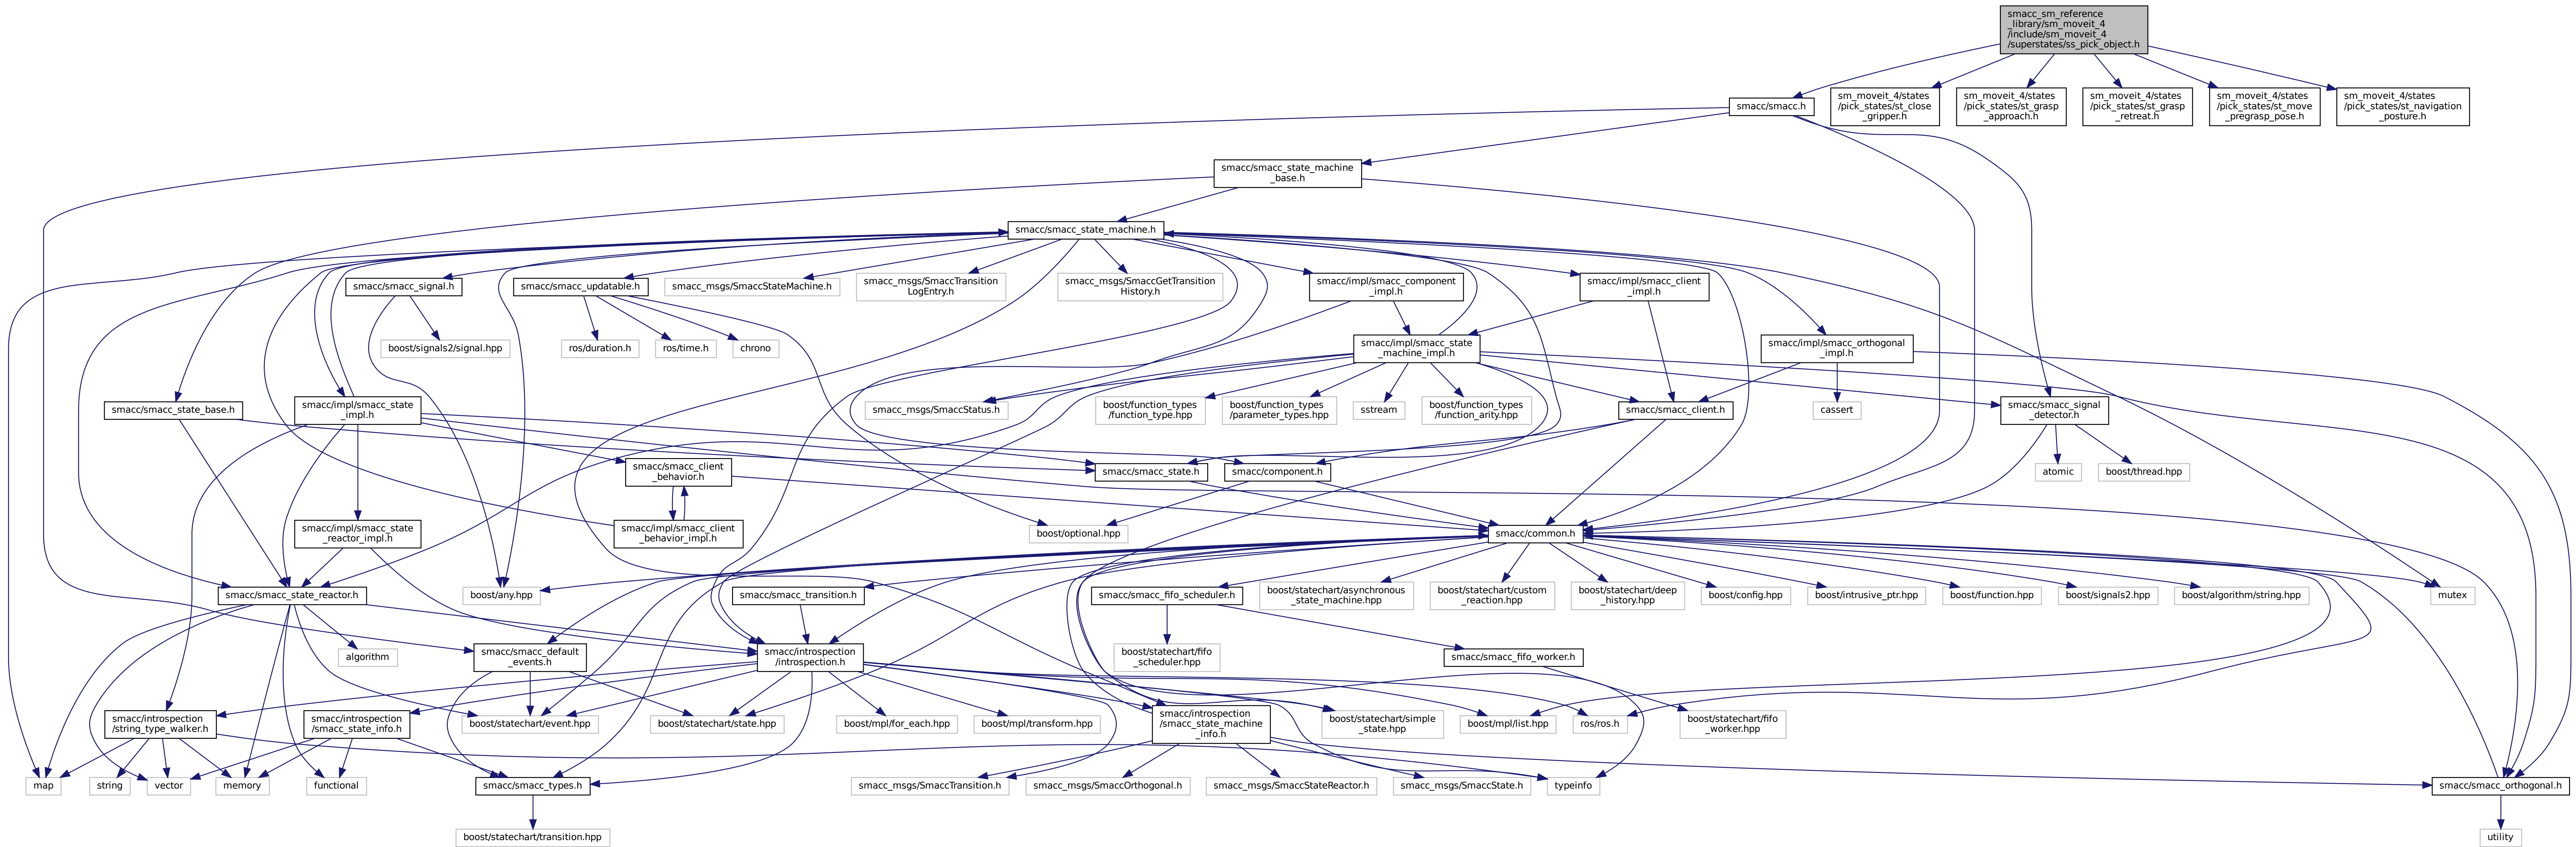 smacc_sm_reference
_library/sm_moveit_4
/include/sm_moveit_4
/superstates/ss_pick_object.h
smacc/smacc.h
sm_moveit_4/states
/pick_states/st_close
_gripper.h
sm_moveit_4/states
/pick_states/st_grasp
_approach.h
sm_moveit_4/states
/pick_states/st_grasp
_retreat.h
sm_moveit_4/states
/pick_states/st_move
_pregrasp_pose.h
sm_moveit_4/states
/pick_states/st_navigation
_posture.h
smacc/smacc_state_machine
_base.h
smacc/smacc_state_machine.h
smacc/smacc_signal.h
smacc/smacc_updatable.h
smacc_msgs/SmaccStateMachine.h
smacc_msgs/SmaccTransition
LogEntry.h
smacc_msgs/SmaccGetTransition
History.h
smacc/impl/smacc_component
_impl.h
smacc/impl/smacc_client
_impl.h
boost/signals2/signal.hpp
ros/duration.h
ros/time.h
chrono
smacc/impl/smacc_state
_machine_impl.h
smacc/impl/smacc_orthogonal
_impl.h
smacc/smacc_state_base.h
smacc/impl/smacc_state
_impl.h
smacc_msgs/SmaccStatus.h
boost/function_types
/function_type.hpp
boost/function_types
/parameter_types.hpp
sstream
boost/function_types
/function_arity.hpp
smacc/smacc_client.h
cassert
smacc/smacc_signal
_detector.h
smacc/smacc_client
_behavior.h
smacc/smacc_state.h
smacc/component.h
atomic
boost/thread.hpp
smacc/impl/smacc_state
_reactor_impl.h
smacc/impl/smacc_client
_behavior_impl.h
boost/optional.hpp
smacc/common.h
smacc/smacc_state_reactor.h
boost/any.hpp
smacc/smacc_transition.h
smacc/smacc_fifo_scheduler.h
boost/statechart/asynchronous
_state_machine.hpp
boost/statechart/custom
_reaction.hpp
boost/statechart/deep
_history.hpp
boost/config.hpp
boost/intrusive_ptr.hpp
boost/function.hpp
boost/signals2.hpp
boost/algorithm/string.hpp
mutex
algorithm
smacc/smacc_default
_events.h
smacc/introspection
/introspection.h
boost/statechart/fifo
_scheduler.hpp
smacc/smacc_fifo_worker.h
smacc/introspection
/string_type_walker.h
smacc/introspection
/smacc_state_info.h
boost/statechart/event.hpp
boost/statechart/state.hpp
boost/mpl/for_each.hpp
boost/mpl/transform.hpp
smacc/introspection
/smacc_state_machine
_info.h
boost/statechart/simple
_state.hpp
boost/mpl/list.hpp
ros/ros.h
boost/statechart/fifo
_worker.hpp
map
string
vector
memory
functional
smacc/smacc_types.h
smacc_msgs/SmaccTransition.h
smacc_msgs/SmaccOrthogonal.h
smacc_msgs/SmaccStateReactor.h
smacc_msgs/SmaccState.h
typeinfo
smacc/smacc_orthogonal.h
boost/statechart/transition.hpp
utility